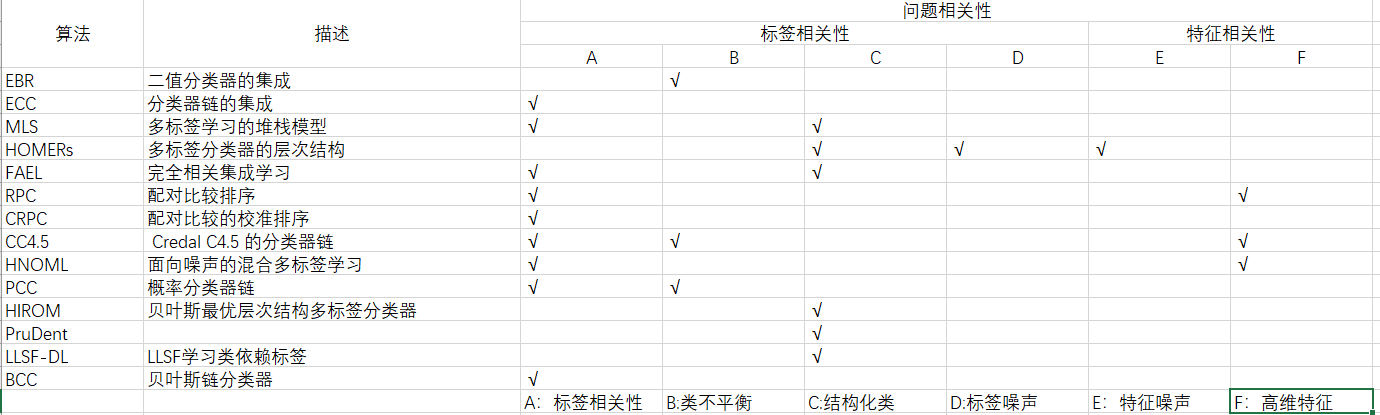 问题相关性
算法 描述 标签相关性 特征相关性
A B C D E F
EBR 二值分类器的集成 √
ECC 分类器链的集成 √
MLS 多标签学习的堆栈模型 √ √
HOMERs 多标签分类器的层次结构 √ √ √
FAEL 完全相关集成学习 √ √
RPC 配对比较排序 √ √
CRPC 配对比较的校准排序 √
CC4.5 Credal C4.5 的分类器链 √ √ √
HNOML 面向噪声的混合多标签学习 √ √
PCC 概率分类器链 √ √
HIROM 贝叶斯最优层次结构多标签分类器 √
PruDent √
LLSF-DL LLSF学习类依赖标签 √
BCC 贝叶斯链分类器 √
A：标签相关性 B:类不平衡 C:结构化类 D:标签噪声 E：特征噪声 F：高维特征